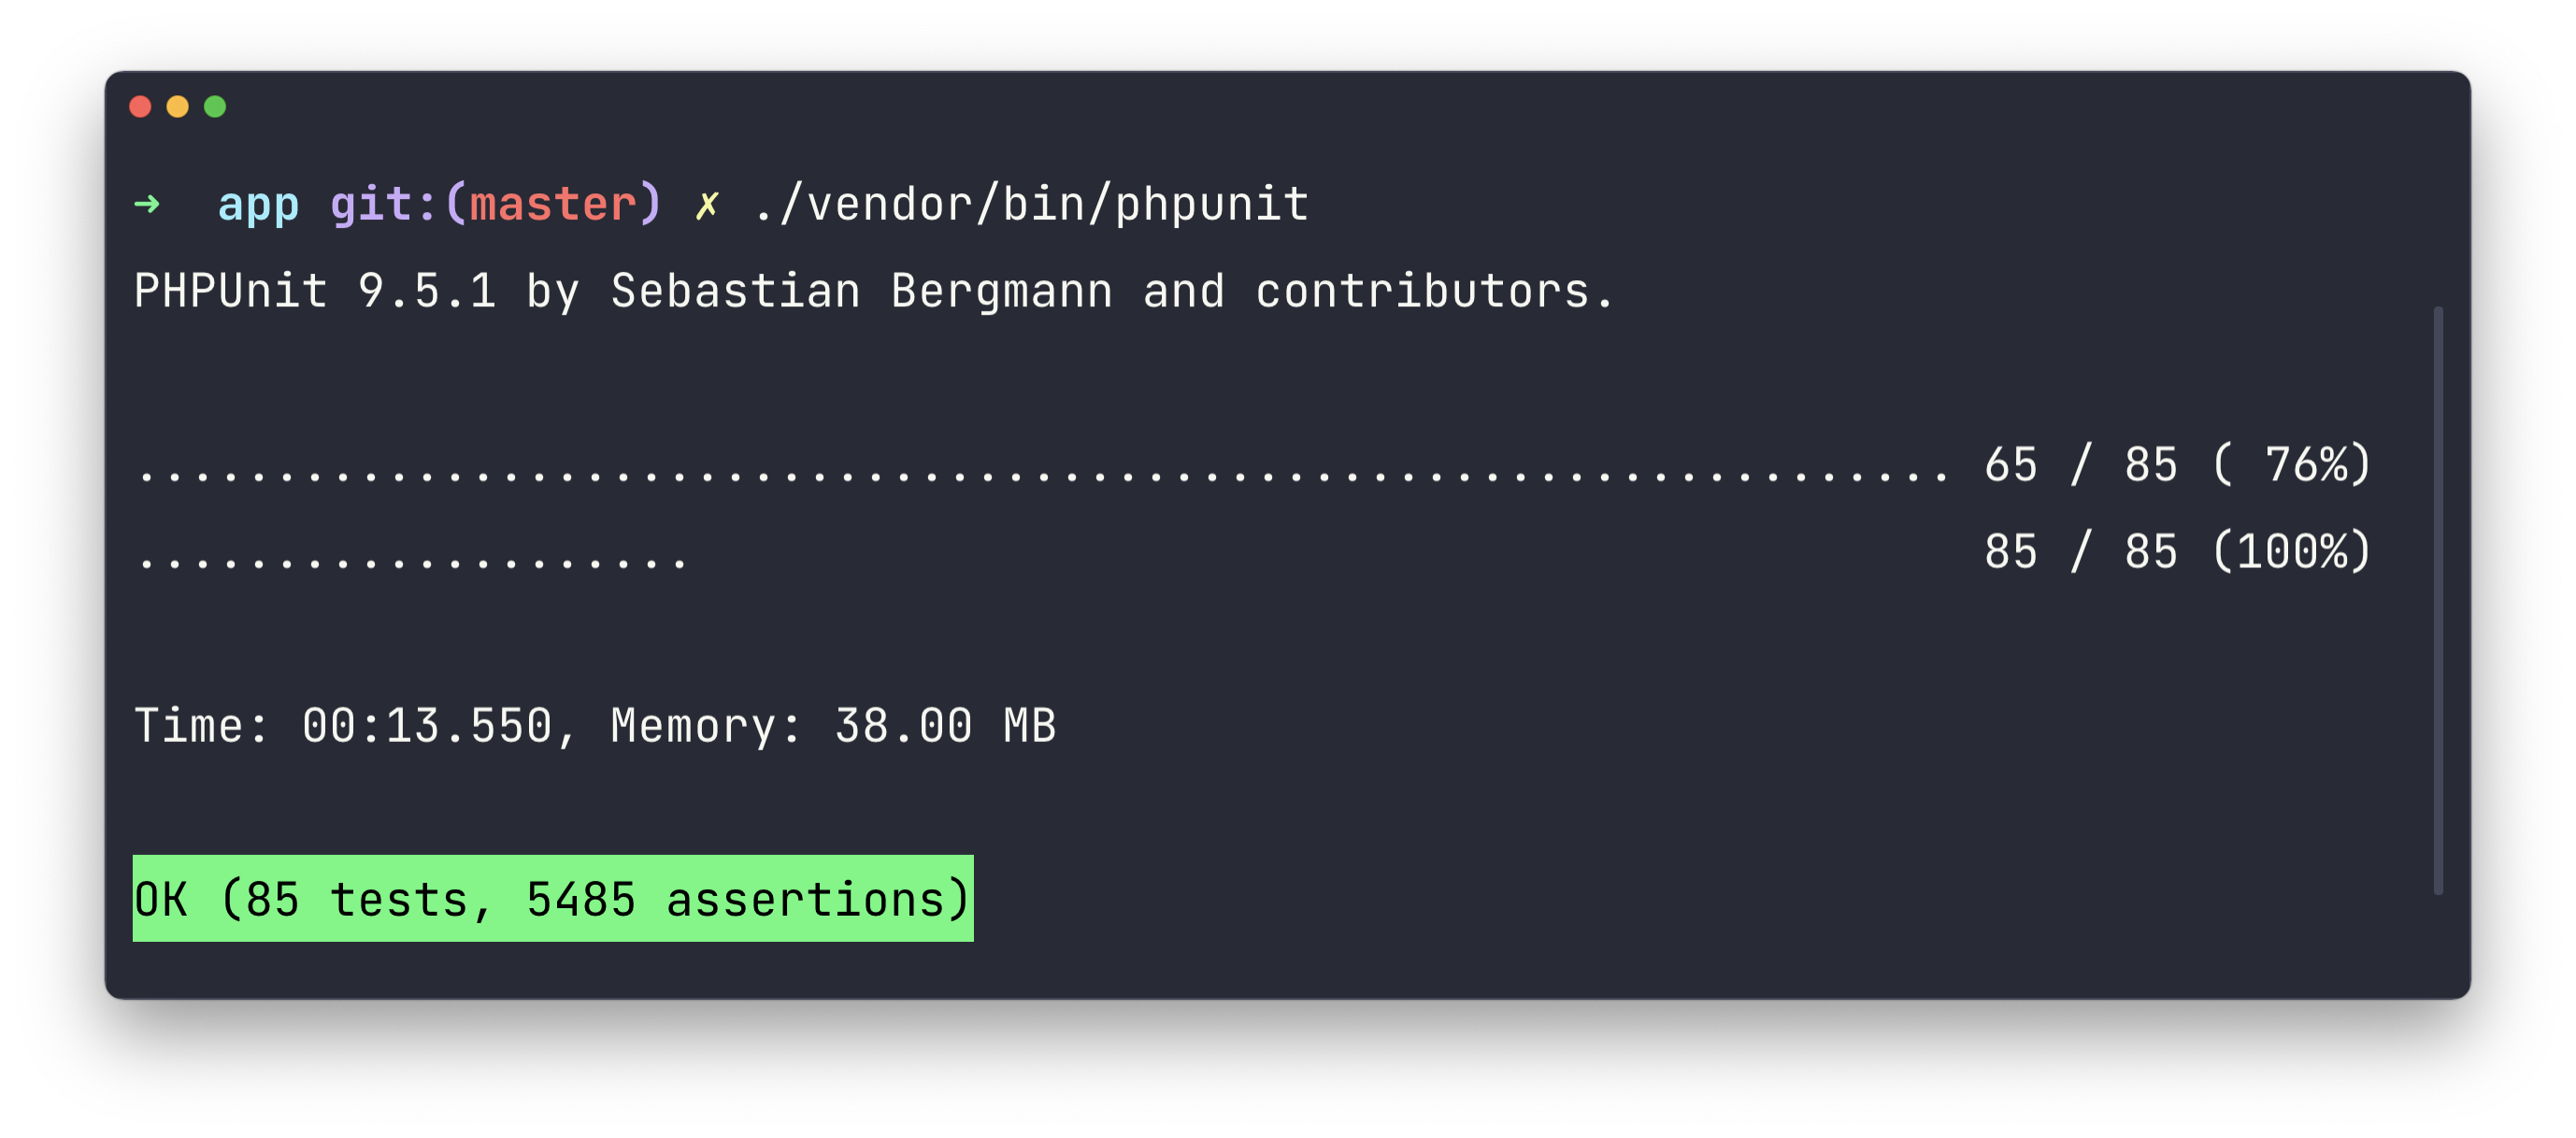 ➜  app git:(master) ✗ ./vendor/bin/phpunit
PHPUnit 9.5.1 by Sebastian Bergmann and contributors.
................................................................. 65 / 85 ( 76%)
....................                                              85 / 85 (100%)
Time: 00:13.550, Memory: 38.00 MB
OK (85 tests, 5485 assertions)